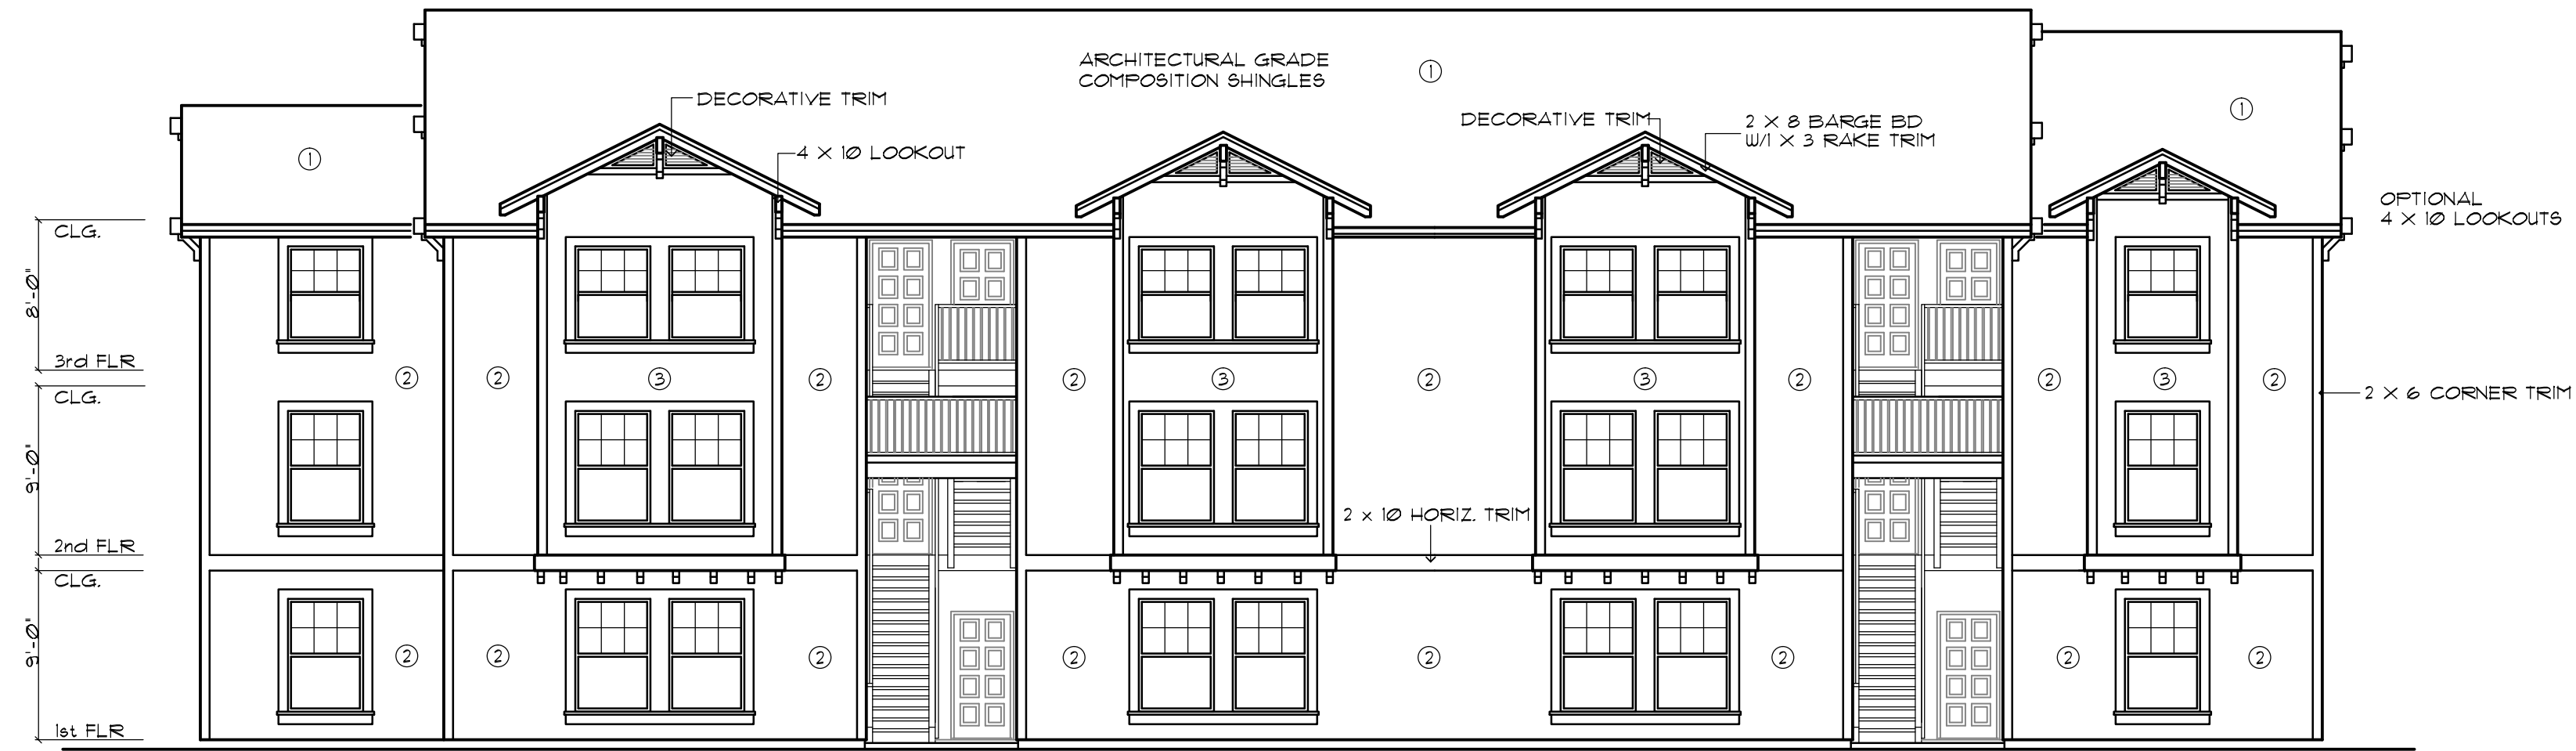 ARCHITECTURAL GRADE
COMPOSITION SHINGLES
1
DECORATIVE TRIM
1
DECORATIVE TRIM
2 X 8 BARGE BD
W/1 X 3 RAKE TRIM
1
4 X 10 LOOKOUT
OPTIONAL
4 X 10 LOOKOUTS
CLG.
8'-0"
3rd FLR
2
2
3
2
2
3
2
3
2
2
3
2
2 X 6 CORNER TRIM
CLG.
9'-0"
2 x 10 HORIZ. TRIM
2nd FLR
CLG.
9'-0"
2
2
2
2
2
2
2
2
1st FLR